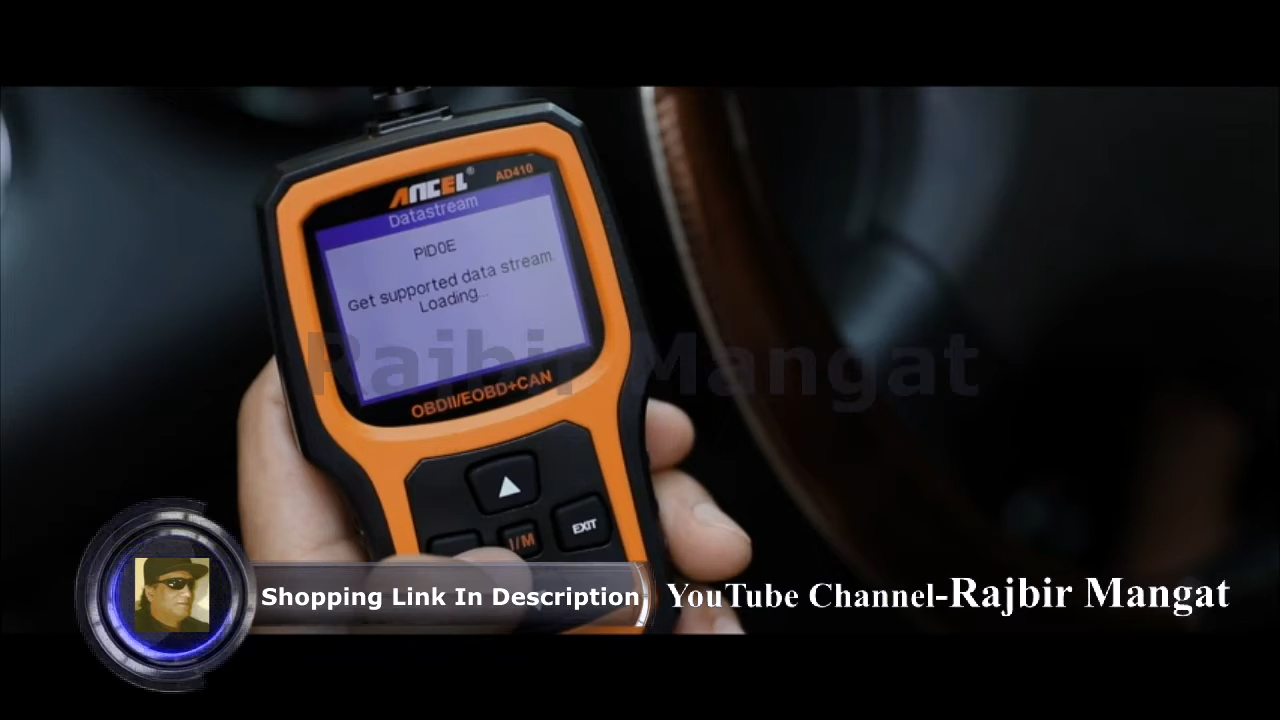 ANCEL® AD410
Datastream
PID0E
Get supported data stream.
Loading...
OBDII/EOBD+CAN
Rajbir Mangat
EXIT
I/M
Shopping Link In Description,
YouTube Channel-Rajbir Mangat